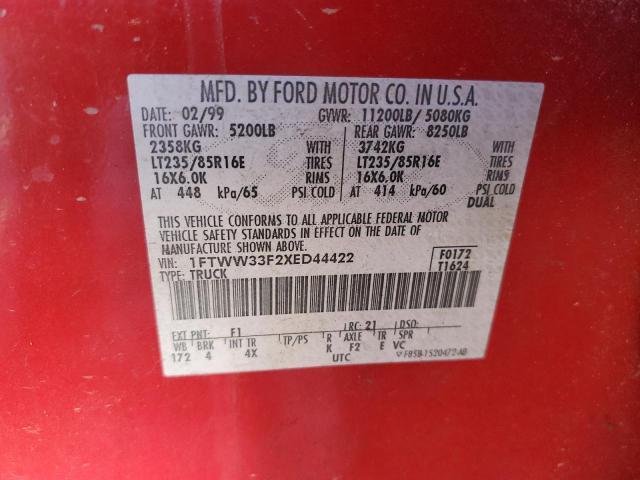 MFD. BY FORD MOTOR CO. IN U.S.A.
DATE: 02/99 GVWR: 11200LB/ 5080KG
FRONT GAWR: 5200LB REAR GAWR: 8250LB
2358KG WITH 3742KG WITH
LT235/85R16E TIRES LT235/85R16E TIRES
16X6.0K RIMS 16X6.0K RIMS
AT 448 kPa/65 PSI COLD AT 414 kPa/60 PSI COLD
DUAL
THIS VEHICLE CONFORMS TO ALL APPLICABLE FEDERAL MOTOR
VEHICLE SAFETY STANDARDS IN EFFECT ON THE DATE OF
MANUFACTURE SHOWN ABOVE.
VIN: 1FTWW33F2XED44422 F0172
TYPE: TRUCK T1624
EXT PNT: F1 RC: 21 DSO:
WB BRK INT TR TP/PS R AXLE TR SPR
172 4 4X K F2 E VC
UTC F85B-1520472-AB